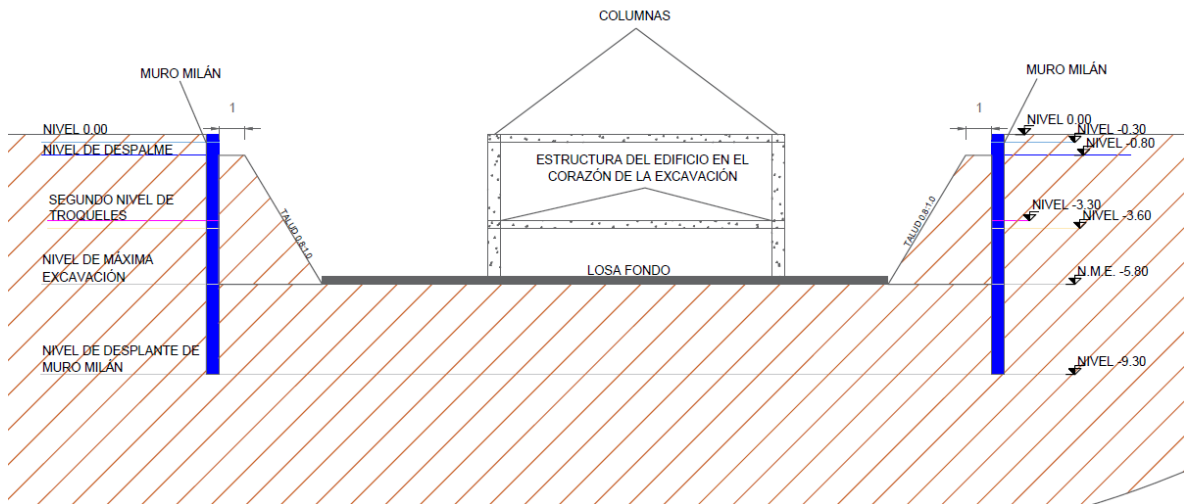 COLUMNAS
MURO MILÁN
MURO MILÁN
1
1
NIVEL 0.00
NIVEL 0.00
NIVEL -0.30
NIVEL DE DESPALME
NIVEL -0.80
ESTRUCTURA DEL EDIFICIO EN EL
CORAZÓN DE LA EXCAVACIÓN
SEGUNDO NIVEL DE
TROQUELES
TALUD 0.8:1.0
TALUD 0.8:1.0
NIVEL -3.30
NIVEL -3.60
NIVEL DE MÁXIMA
EXCAVACIÓN
LOSA FONDO
N.M.E. -5.80
NIVEL DE DESPLANTE DE
MURO MILÁN
NIVEL -9.30